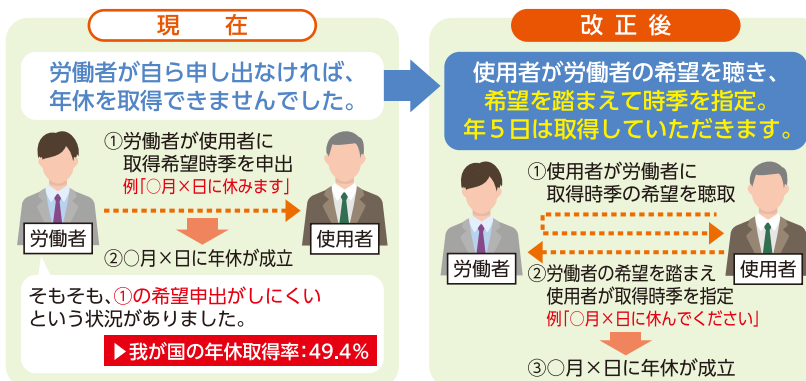 現　在
労働者が自ら申し出なければ、
年休を取得できませんでした。
①労働者が使用者に
取得希望時季を申出
例「○月×日に休みます」
労働者
使用者
②○月×日に年休が成立
そもそも、①の希望申出がしにくい
という状況がありました。
▶我が国の年休取得率：49.4%
改正後
使用者が労働者の希望を聴き、
希望を踏まえて時季を指定。
年５日は取得していただきます。
①使用者が労働者に
取得時季の希望を聴取
労働者
使用者
②労働者の希望を踏まえ
使用者が取得時季を指定
例「○月×日に休んでください」
③○月×日に年休が成立